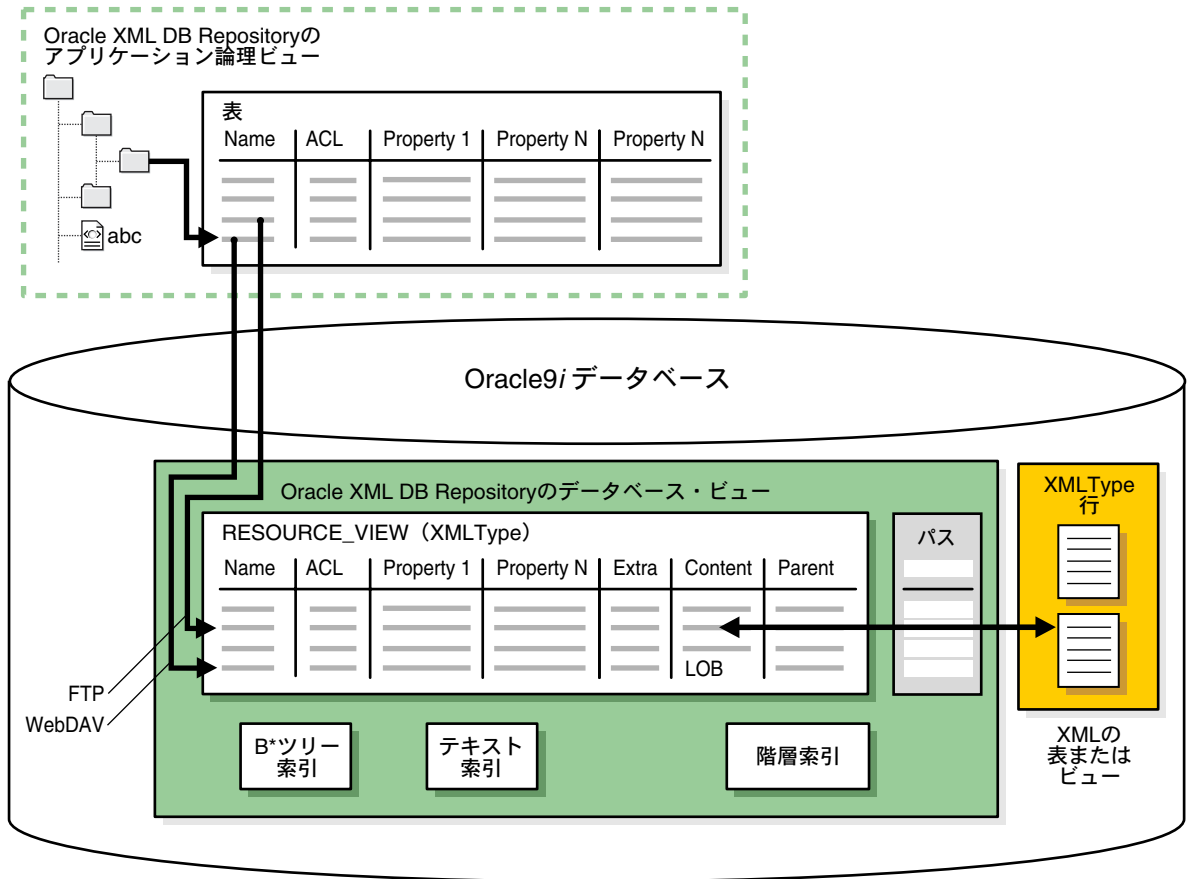 Oracle XML DB Repositoryの
アプリケーション論理ビュー
表
Name ACL Property 1 Property N Property N
abc
Oracle9i データベース
Oracle XML DB Repositoryのデータベース・ビュー
RESOURCE_VIEW（XMLType）
Name ACL Property 1 Property N Extra Content Parent
LOB
パス
XMLType
行
FTP
WebDAV
B*ツリー
索引
テキスト
索引
階層索引
XMLの
表または
ビュー